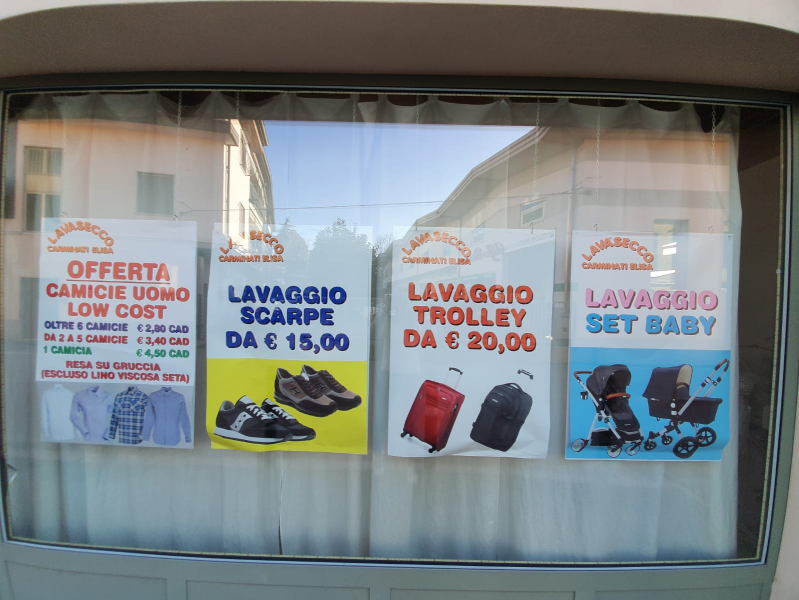 LAVASECCO
CARMINATI ELISA
OFFERTA
CAMICIE UOMO
LOW COST
OLTRE 6 CAMICIE € 2,80 CAD
DA 2 A 5 CAMICIE € 3,40 CAD
1 CAMICIA € 4,50 CAD
RESA SU GRUCCIA
(ESCLUSO LINO VISCOSA SETA)
LAVASECCO
CARMINATI ELISA
LAVAGGIO
SCARPE
DA € 15,00
LAVASECCO
CARMINATI ELISA
LAVAGGIO
TROLLEY
DA € 20,00
LAVASECCO
CARMINATI ELISA
LAVAGGIO
SET BABY